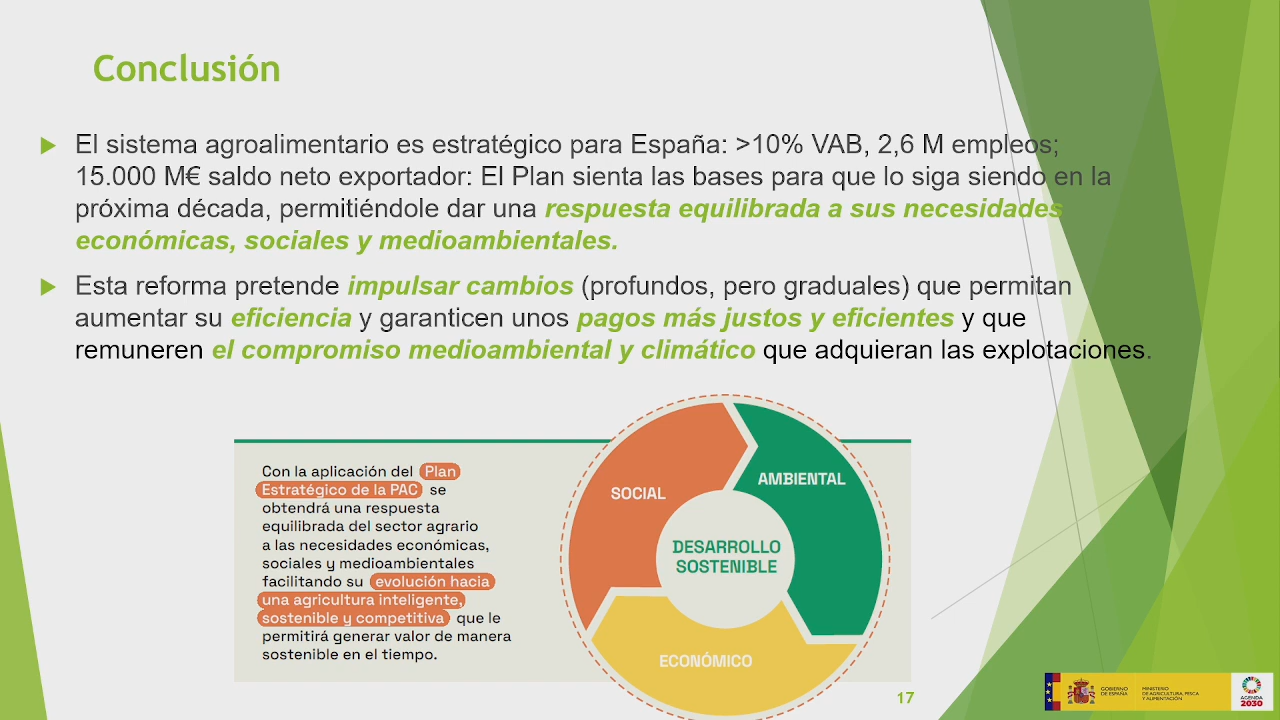 Conclusión
El sistema agroalimentario es estratégico para España: >10% VAB, 2,6 M empleos;
15.000 M€ saldo neto exportador: El Plan sienta las bases para que lo siga siendo en la
próxima década, permitiéndole dar una respuesta equilibrada a sus necesidades
económicas, sociales y medioambientales.
Esta reforma pretende impulsar cambios (profundos, pero graduales) que permitan
aumentar su eficiencia y garanticen unos pagos más justos y eficientes y que
remuneren el compromiso medioambiental y climático que adquieran las explotaciones.
Con la aplicación del Plan
Estratégico de la PAC se
obtendrá una respuesta
equilibrada del sector agrario
a las necesidades económicas,
sociales y medioambientales
facilitando su evolución hacia
una agricultura inteligente,
sostenible y competitiva que le
permitirá generar valor de manera
sostenible en el tiempo.
SOCIAL
AMBIENTAL
DESARROLLO
SOSTENIBLE
ECONÓMICO
17
GOBIERNO
DE ESPAÑA
MINISTERIO
DE AGRICULTURA, PESCA
Y ALIMENTACIÓN
AGENDA
2030